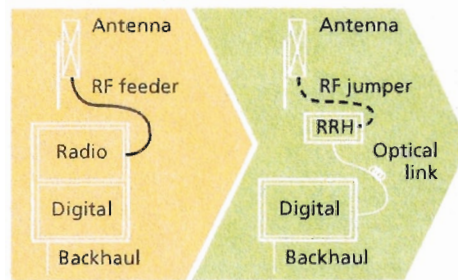 Antenna
RF feeder
Radio
Digital
Backhaul
Antenna
RF jumper
RRH
Optical
link
Digital
Backhaul